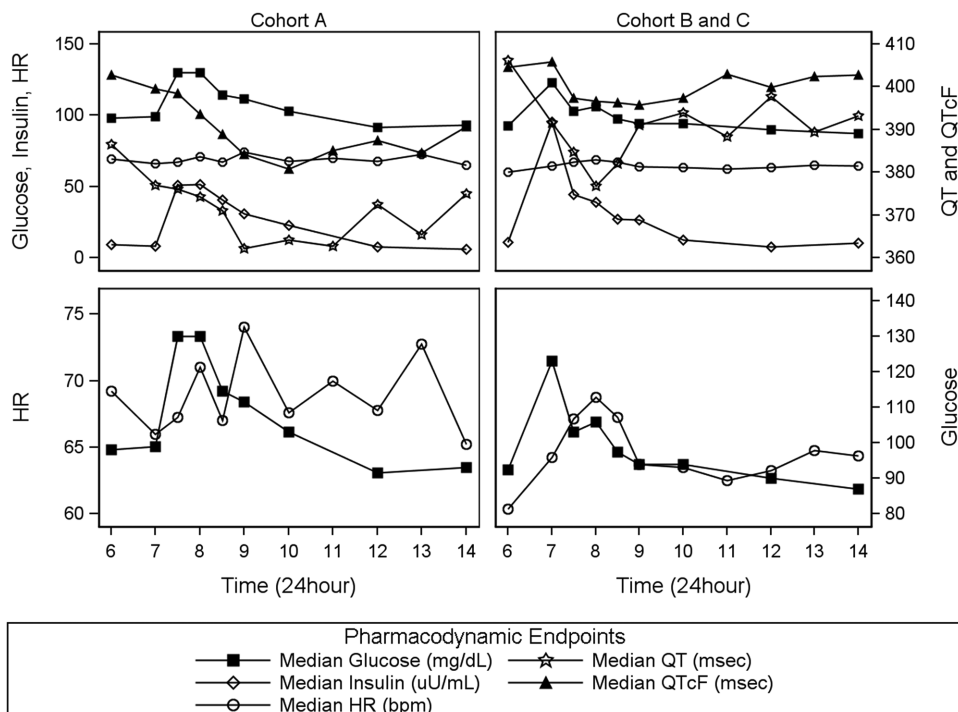 Cohort A
Cohort B and C
150
100
50
0
Glucose, Insulin, HR
410
400
390
380
370
360
QT and QTcF
75
70
65
60
HR
140
130
120
110
100
90
80
Glucose
6 7 8 9 10 11 12 13 14
6 7 8 9 10 11 12 13 14
Time (24hour)
Time (24hour)
Pharmacodynamic Endpoints
Median Glucose (mg/dL)
Median QT (msec)
Median Insulin (uU/mL)
Median QTcF (msec)
Median HR (bpm)